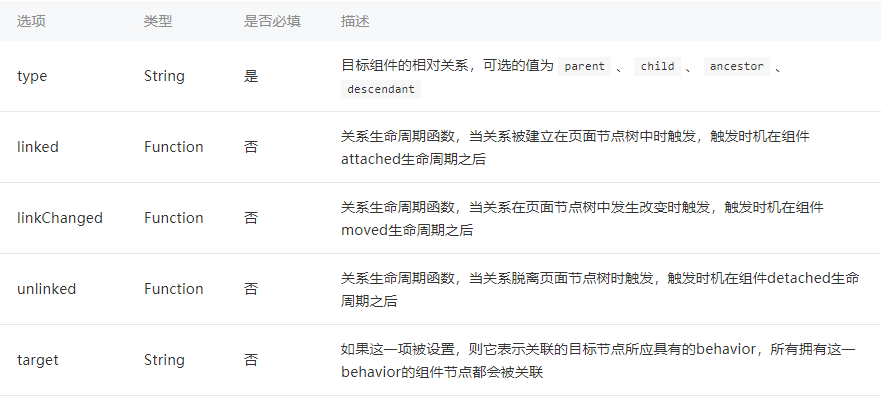 选项 类型 是否必填 描述
type String 是 目标组件的相对关系，可选的值为 parent 、 child 、 ancestor 、
descendant
linked Function 否 关系生命周期函数，当关系被建立在页面节点树中时触发，触发时机在组件
attached生命周期之后
linkChanged Function 否 关系生命周期函数，当关系在页面节点树中发生改变时触发，触发时机在组件
moved生命周期之后
unlinked Function 否 关系生命周期函数，当关系脱离页面节点树时触发，触发时机在组件detached生命
周期之后
target String 否 如果这一项被设置，则它表示关联的目标节点所应具有的behavior，所有拥有这一
behavior的组件节点都会被关联